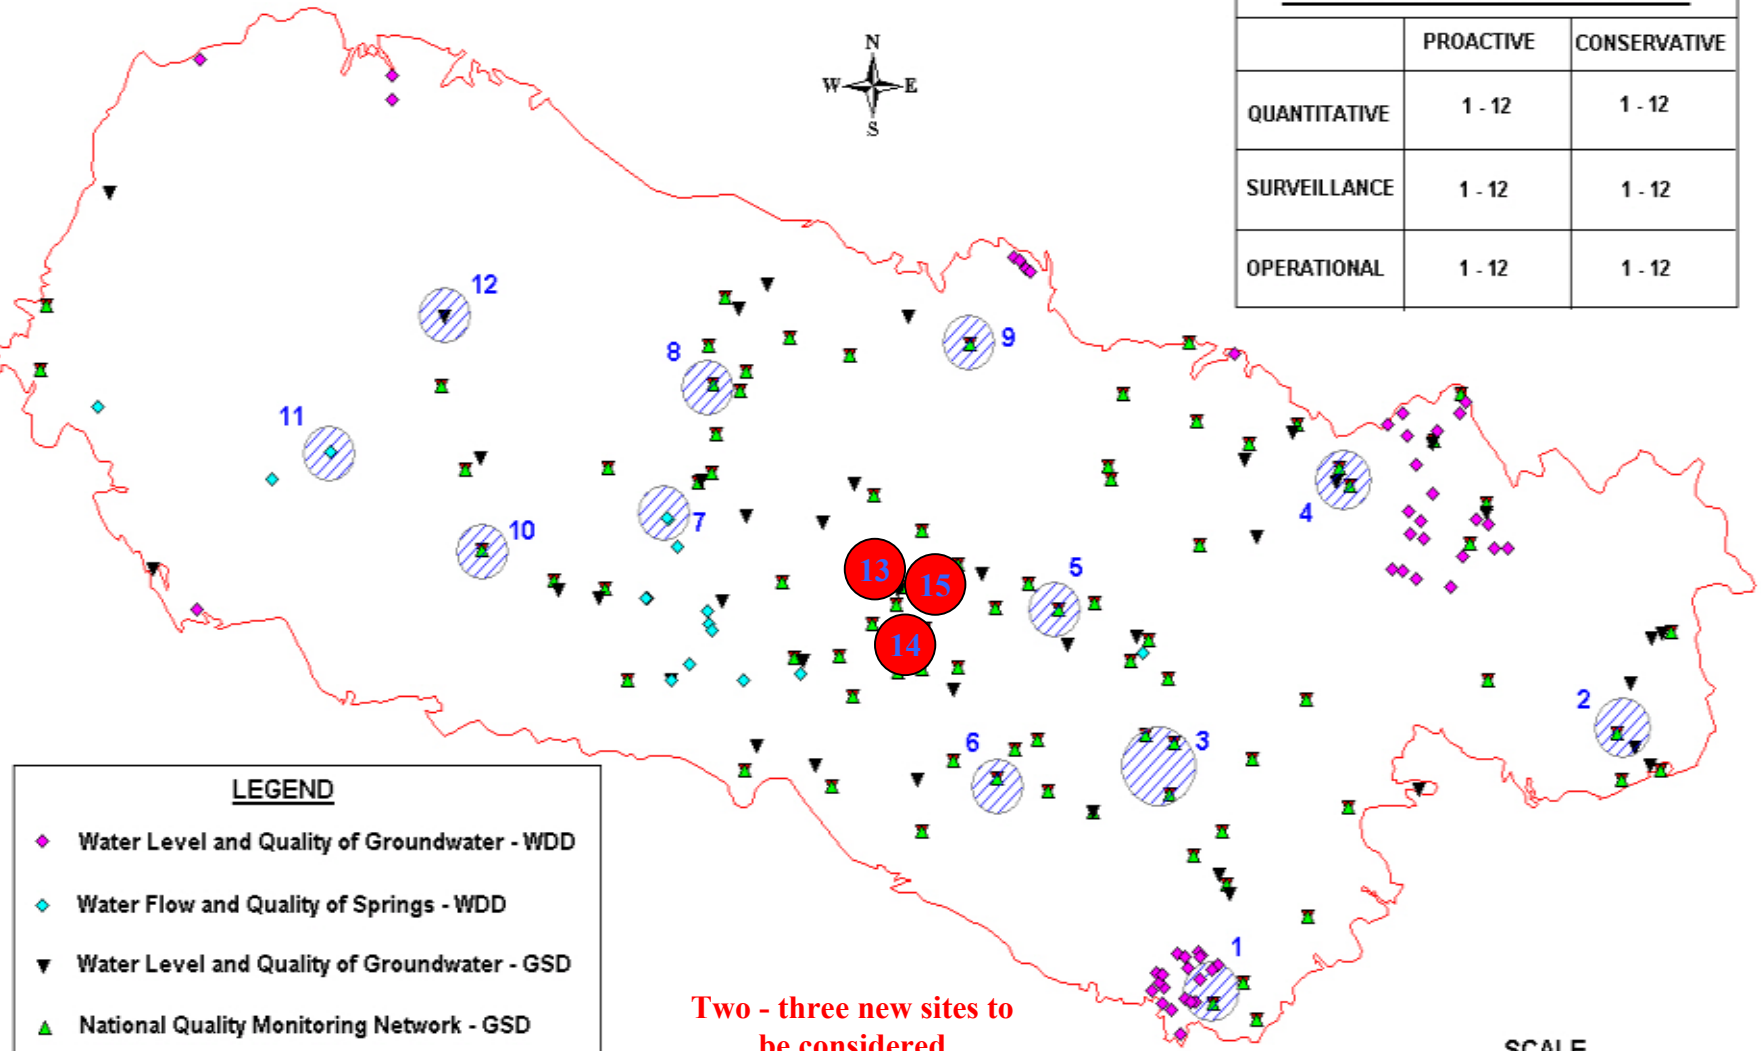 PROACTIVE CONSERVATIVE
QUANTITATIVE 1 - 12 1 - 12
SURVEILLANCE 1 - 12 1 - 12
OPERATIONAL 1 - 12 1 - 12
N
W E
S
12
9
8
11
4
10
7
5
13
15
14
2
3
6
1
LEGEND
Water Level and Quality of Groundwater - WDD
Water Flow and Quality of Springs - WDD
Water Level and Quality of Groundwater - GSD
National Quality Monitoring Network - GSD
Two - three new sites to
be considered
SCALE